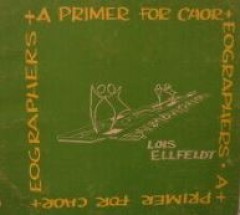 +A PRIMER FOR CHOR+
EOGRAPHERS+ A
+PRIMER FOR CHOR+
EOGRAPHERS
LOIS
ELLFELDT